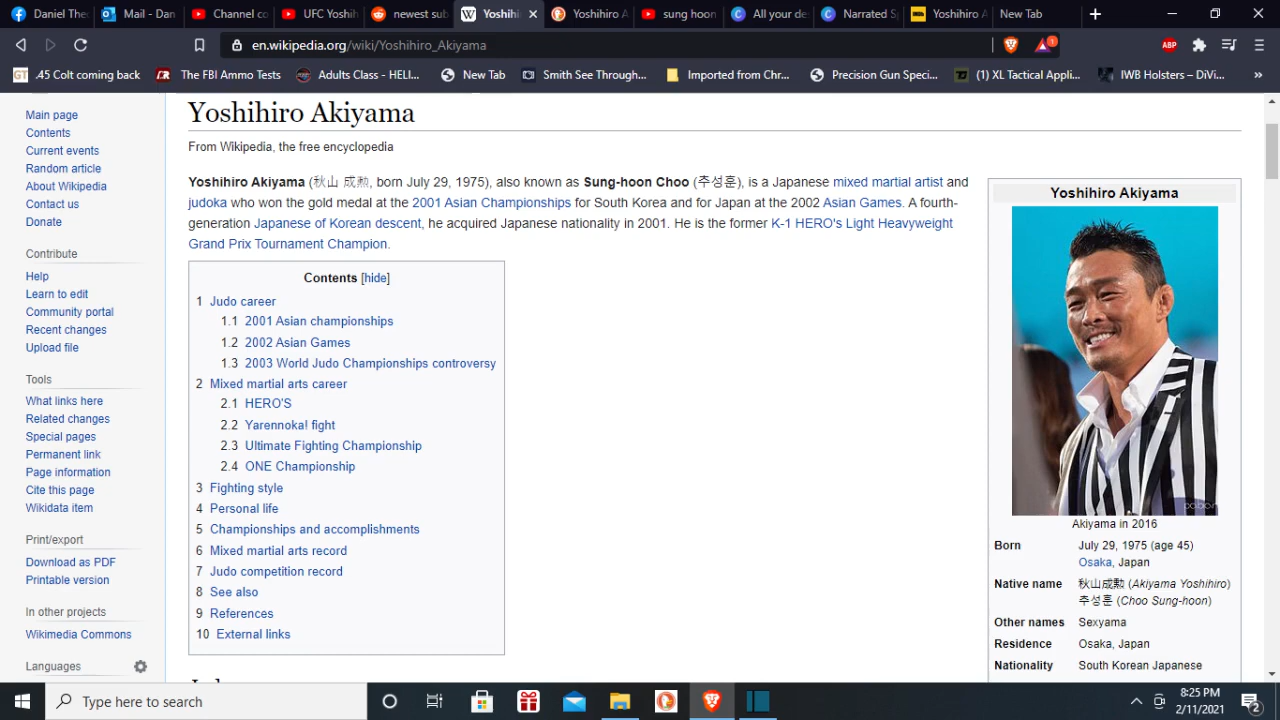 Daniel The
Mail - Dan
Channel co
UFC Yoshih
newest sub
Yoshihi
Yoshihiro A
sung hoon
All your de
Narrated Sp
Yoshihiro A
New Tab
en.wikipedia.org/wiki/Yoshihiro_Akiyama
.45 Colt coming back
The FBI Ammo Tests
Adults Class - HELI...
New Tab
Smith See Through...
Imported from Chr...
Precision Gun Speci...
(1) XL Tactical Appli...
IWB Holsters — DiVi...
Main page
Contents
Current events
Random article
About Wikipedia
Contact us
Donate
Contribute
Help
Learn to edit
Community portal
Recent changes
Upload file
Tools
What links here
Related changes
Special pages
Permanent link
Page information
Cite this page
Wikidata item
Print/export
Download as PDF
Printable version
In other projects
Wikimedia Commons
Languages
Yoshihiro Akiyama
From Wikipedia, the free encyclopedia
Yoshihiro Akiyama (秋山 成勲, born July 29, 1975), also known as Sung-hoon Choo (추성훈), is a Japanese mixed martial artist and
judoka who won the gold medal at the 2001 Asian Championships for South Korea and for Japan at the 2002 Asian Games. A fourth-
generation Japanese of Korean descent, he acquired Japanese nationality in 2001. He is the former K-1 HERO's Light Heavyweight
Grand Prix Tournament Champion.
Contents [hide]
1 Judo career
1.1 2001 Asian championships
1.2 2002 Asian Games
1.3 2003 World Judo Championships controversy
2 Mixed martial arts career
2.1 HERO'S
2.2 Yarennoka! fight
2.3 Ultimate Fighting Championship
2.4 ONE Championship
3 Fighting style
4 Personal life
5 Championships and accomplishments
6 Mixed martial arts record
7 Judo competition record
8 See also
9 References
10 External links
Yoshihiro Akiyama
Akiyama in 2016
Born July 29, 1975 (age 45)
Osaka, Japan
Native name 秋山成勲 (Akiyama Yoshihiro)
추성훈 (Choo Sung-hoon)
Other names Sexyama
Residence Osaka, Japan
Nationality South Korean Japanese
Type here to search
8:25 PM
2/11/2021
2